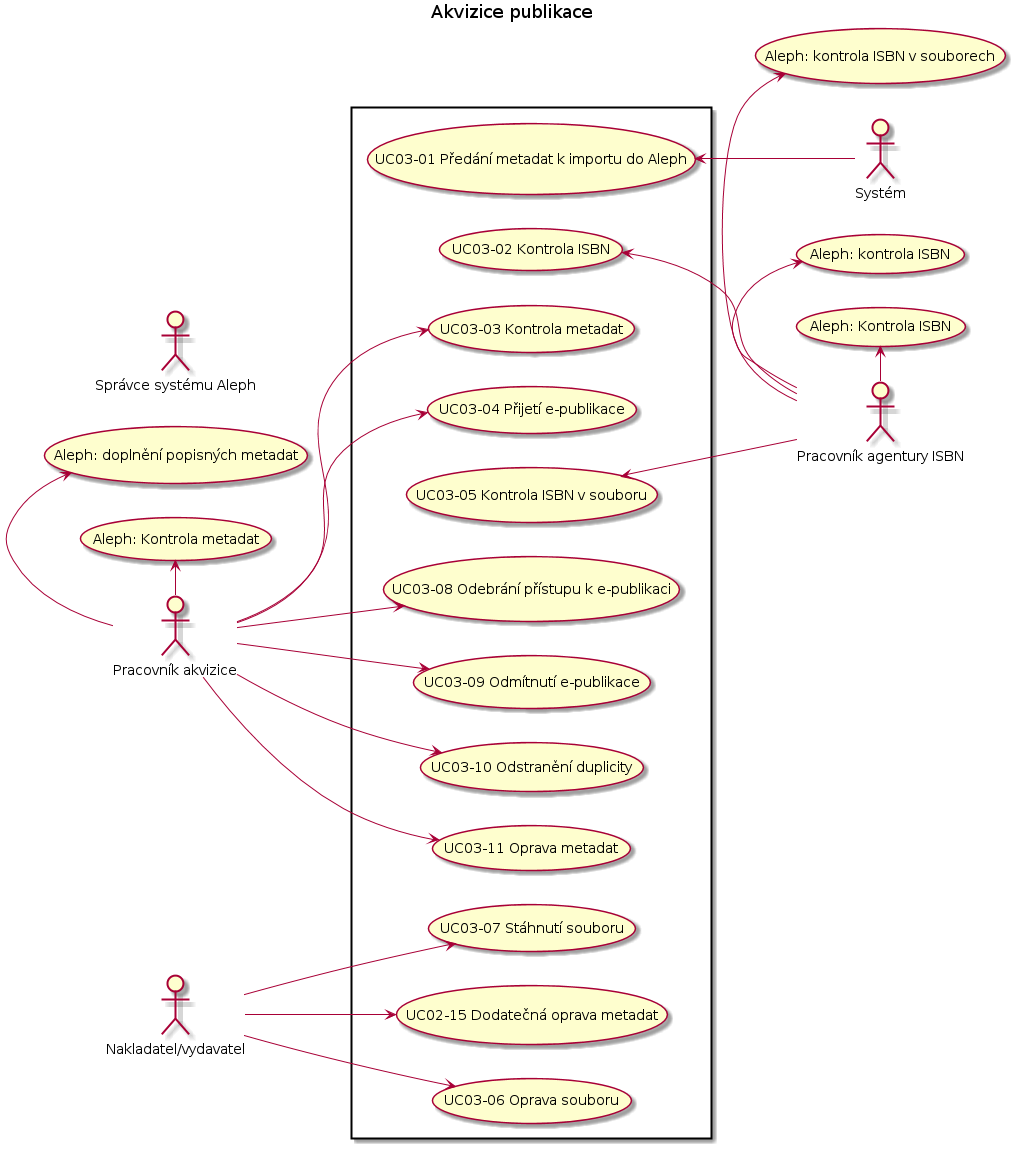 Akvizice publikace
Aleph: kontrola ISBN v souborech
UC03-01 Předání metadat k importu do Aleph
Systém
UC03-02 Kontrola ISBN
Aleph: kontrola ISBN
UC03-03 Kontrola metadat
Aleph: Kontrola ISBN
Správce systému Aleph
UC03-04 Přijetí e-publikace
Aleph: doplnění popisných metadat
Pracovník agentury ISBN
UC03-05 Kontrola ISBN v souboru
Aleph: Kontrola metadat
UC03-08 Odebrání přístupu k e-publikaci
Pracovník akvizice
UC03-09 Odmítnutí e-publikace
UC03-10 Odstranění duplicity
UC03-11 Oprava metadat
UC03-07 Stáhnutí souboru
UC02-15 Dodatečná oprava metadat
Nakladatel/vydavatel
UC03-06 Oprava souboru